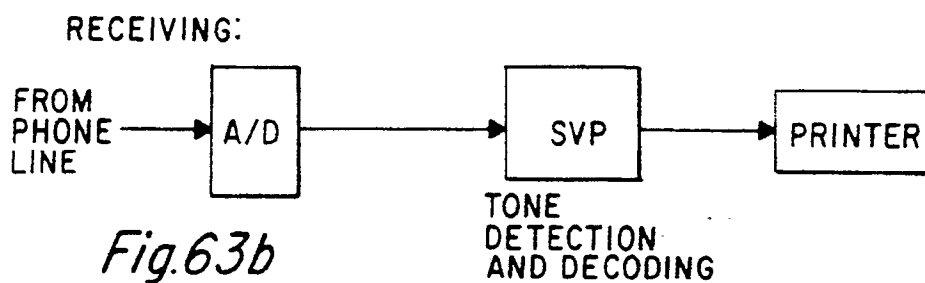 RECEIVING:
FROM
PHONE
LINE
A/D
SVP
PRINTER
TONE
DETECTION
AND DECODING
Fig.63b